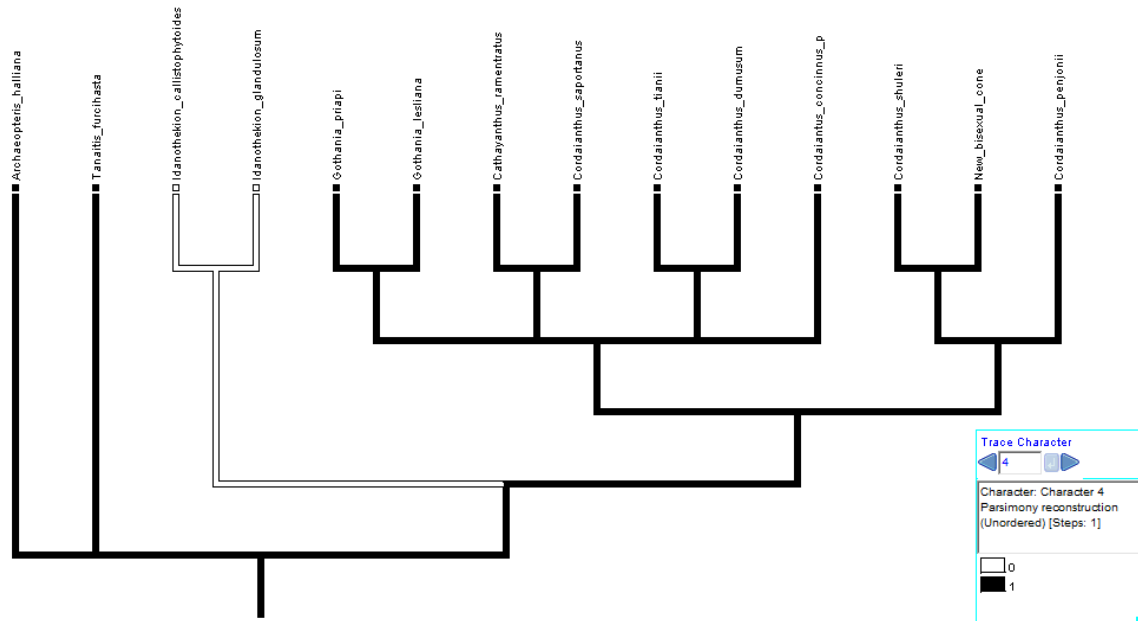 Archaeopteris_halliana
Tanaitis_furcihasta
Idanothekion_callistophytoides
Idanothekion_glandulosum
Gothania_priapi
Gothania_lesliana
Cathayanthus_ramentratus
Cordaianthus_saportanus
Cordaianthus_tianii
Cordaianthus_dumusum
Cordaiantus_concinnus_p
Cordaianthus_shuleri
New_bisexual_cone
Cordaianthus_penjonii
Trace Character
4
Character: Character 4
Parsimony reconstruction
(Unordered) [Steps: 1]
0
1